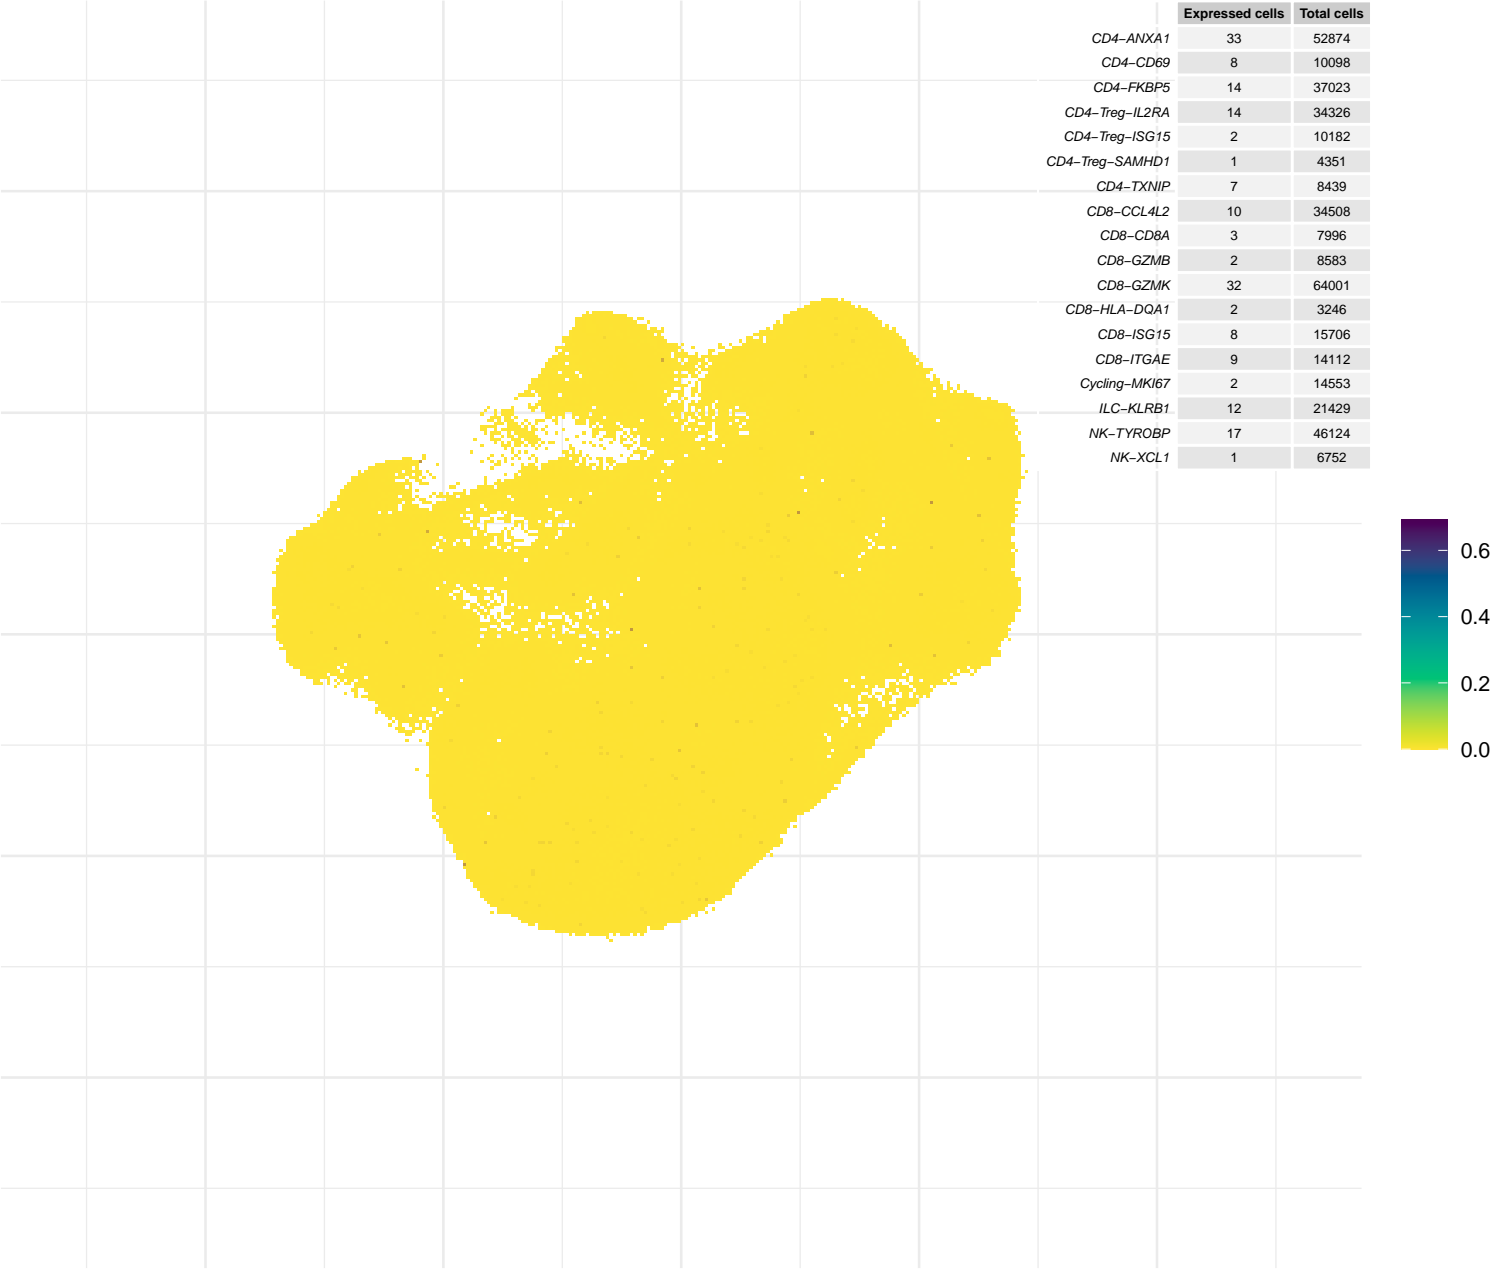 Expressed cells Total cells
CD4−ANXA1 33 52874
CD4−CD69 8 10098
CD4−FKBP5 14 37023
CD4−Treg−IL2RA 14 34326
CD4−Treg−ISG15 2 10182
CD4−Treg−SAMHD1 1 4351
CD4−TXNIP 7 8439
CD8−CCL4L2 10 34508
CD8−CD8A 3 7996
CD8−GZMB 2 8583
CD8−GZMK 32 64001
CD8−HLA−DQA1 2 3246
CD8−ISG15 8 15706
CD8−ITGAE 9 14112
Cycling−MKI67 2 14553
ILC−KLRB1 12 21429
NK−TYROBP 17 46124
NK−XCL1 1 6752
0.6
0.4
0.2
0.0